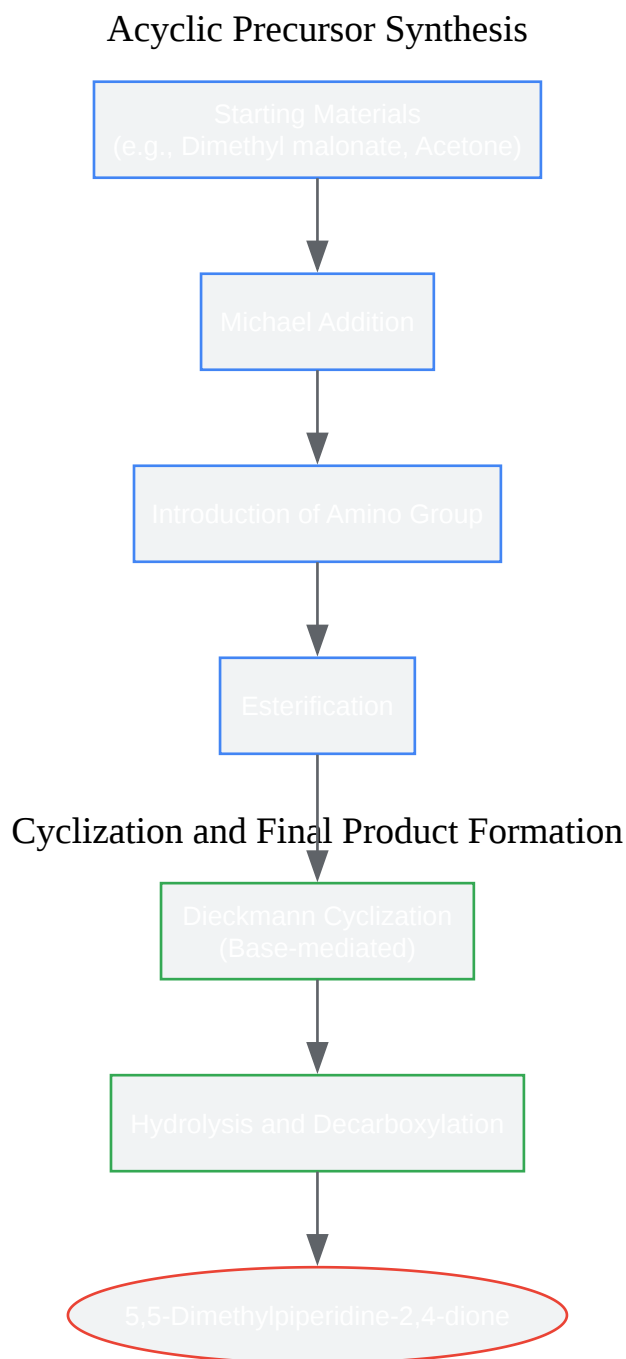 Acyclic Precursor Synthesis
Starting Materials
(e.g., Dimethyl malonate, Acetone)
Michael Addition
Introduction of Amino Group
Esterification
Cyclization and Final Product Formation
Dieckmann Cyclization
(Base-mediated)
Hydrolysis and Decarboxylation
5,5-Dimethylpiperidine-2,4-dione